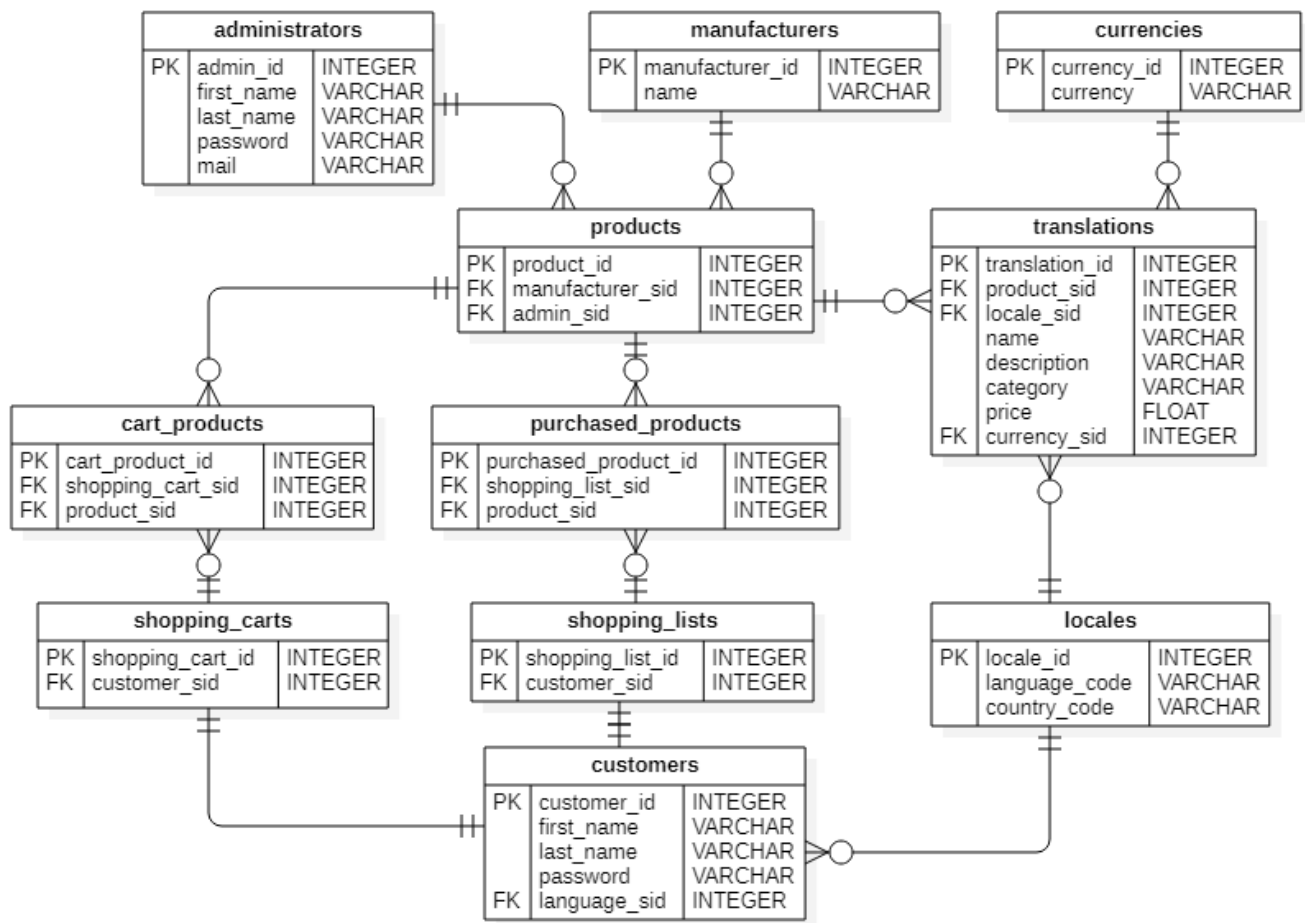 administrators
PK admin_id INTEGER
first_name VARCHAR
last_name VARCHAR
password VARCHAR
mail VARCHAR
manufacturers
PK manufacturer_id INTEGER
name VARCHAR
currencies
PK currency_id INTEGER
currency VARCHAR
products
PK product_id INTEGER
FK manufacturer_sid INTEGER
FK admin_sid INTEGER
translations
PK translation_id INTEGER
FK product_sid INTEGER
FK locale_sid INTEGER
name VARCHAR
description VARCHAR
category VARCHAR
price FLOAT
FK currency_sid INTEGER
cart_products
PK cart_product_id INTEGER
FK shopping_cart_sid INTEGER
FK product_sid INTEGER
purchased_products
PK purchased_product_id INTEGER
FK shopping_list_sid INTEGER
FK product_sid INTEGER
shopping_carts
PK shopping_cart_id INTEGER
FK customer_sid INTEGER
shopping_lists
PK shopping_list_id INTEGER
FK customer_sid INTEGER
locales
PK locale_id INTEGER
language_code VARCHAR
country_code VARCHAR
customers
PK customer_id INTEGER
first_name VARCHAR
last_name VARCHAR
password VARCHAR
FK language_sid INTEGER